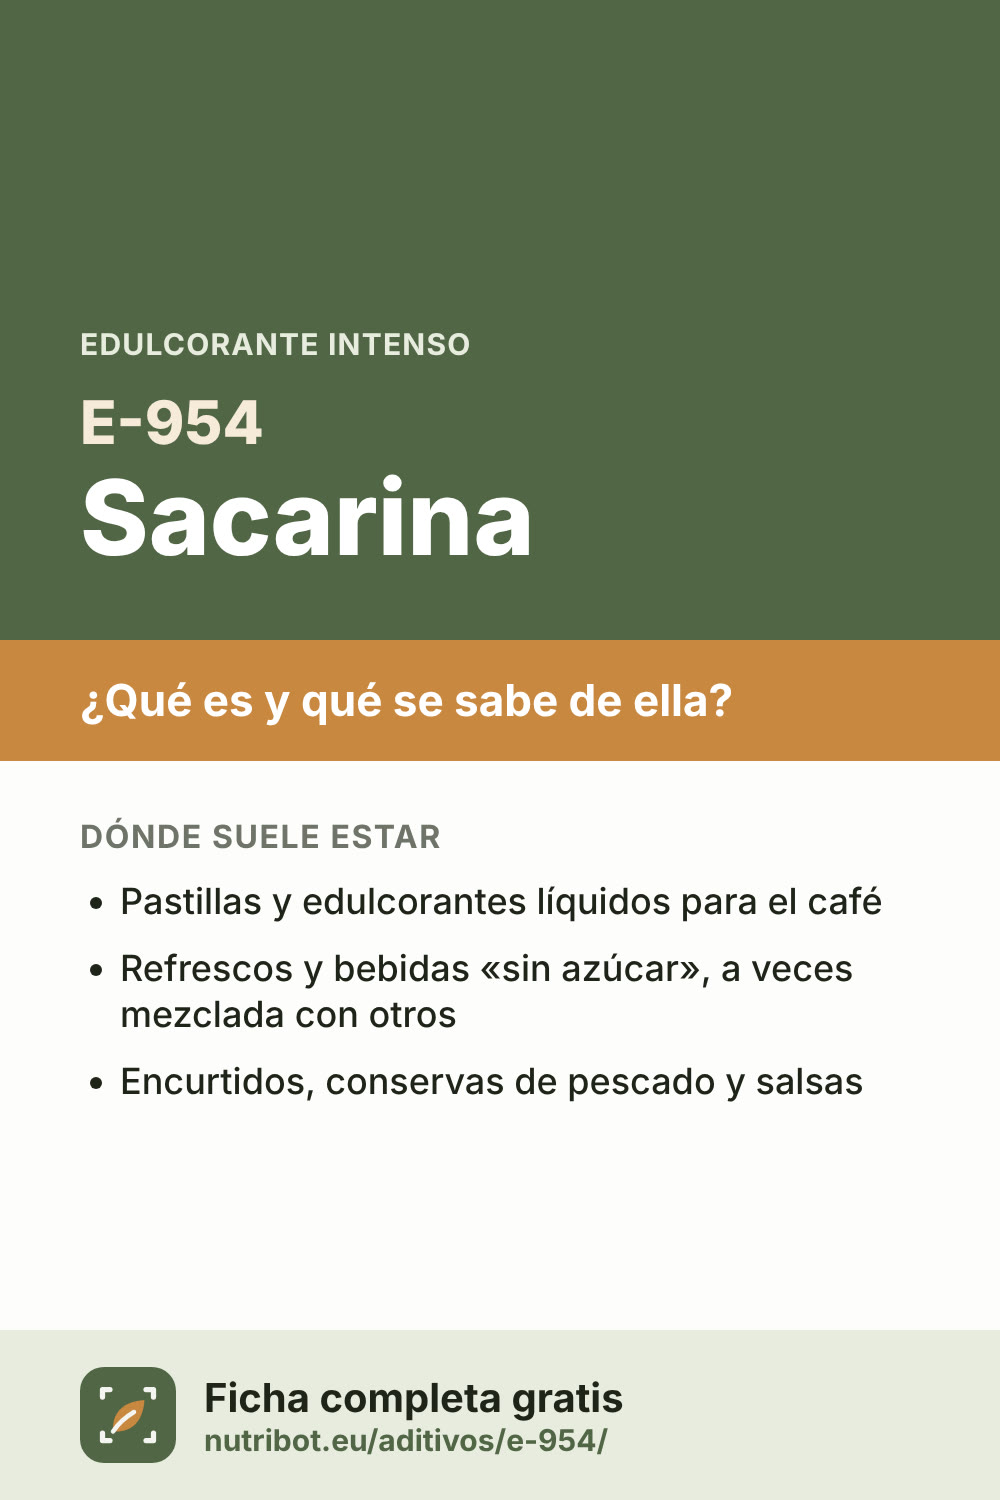 EDULCORANTE INTENSO
E-954
Sacarina
¿Qué es y qué se sabe de ella?
DÓNDE SUELE ESTAR
• Pastillas y edulcorantes líquidos para el café
• Refrescos y bebidas «sin azúcar», a veces
mezclada con otros
• Encurtidos, conservas de pescado y salsas
Ficha completa gratis
nutribot.eu/aditivos/e-954/